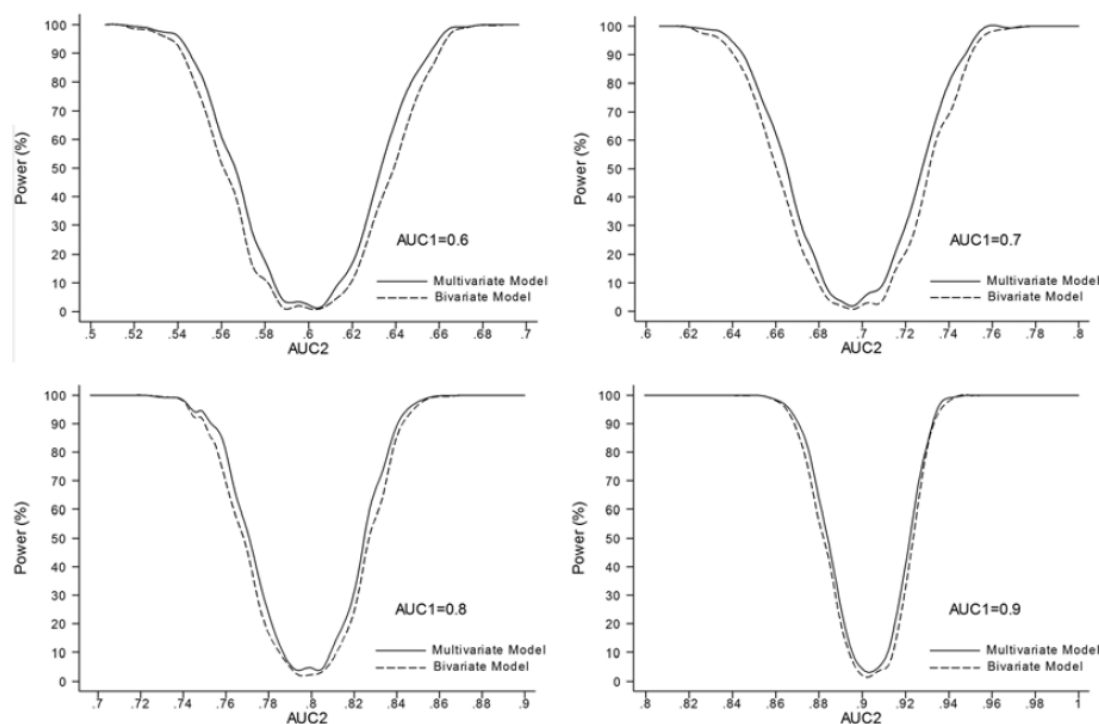 100
90
80
70
60
50
40
30
20
10
0
Power (%)
AUC1=0.6
Multivariate Model
Bivariate Model
.5 .52 .54 .56 .58 .6 .62 .64 .66 .68 .7
AUC2
100
90
80
70
60
50
40
30
20
10
0
Power (%)
AUC1=0.7
Multivariate Model
Bivariate Model
.6 .62 .64 .66 .68 .7 .72 .74 .76 .78 .8
AUC2
100
90
80
70
60
50
40
30
20
10
0
Power (%)
AUC1=0.8
Multivariate Model
Bivariate Model
.7 .72 .74 .76 .78 .8 .82 .84 .86 .88 .9
AUC2
100
90
80
70
60
50
40
30
20
10
0
Power (%)
AUC1=0.9
Multivariate Model
Bivariate Model
.8 .82 .84 .86 .88 .9 .92 .94 .96 .98 1
AUC2